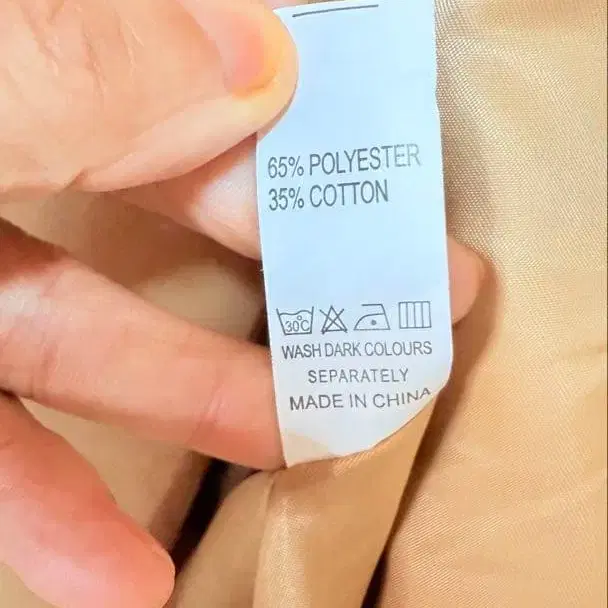 65% POLYESTER
35% COTTON
30°C
WASH DARK COLOURS
SEPARATELY
MADE IN CHINA